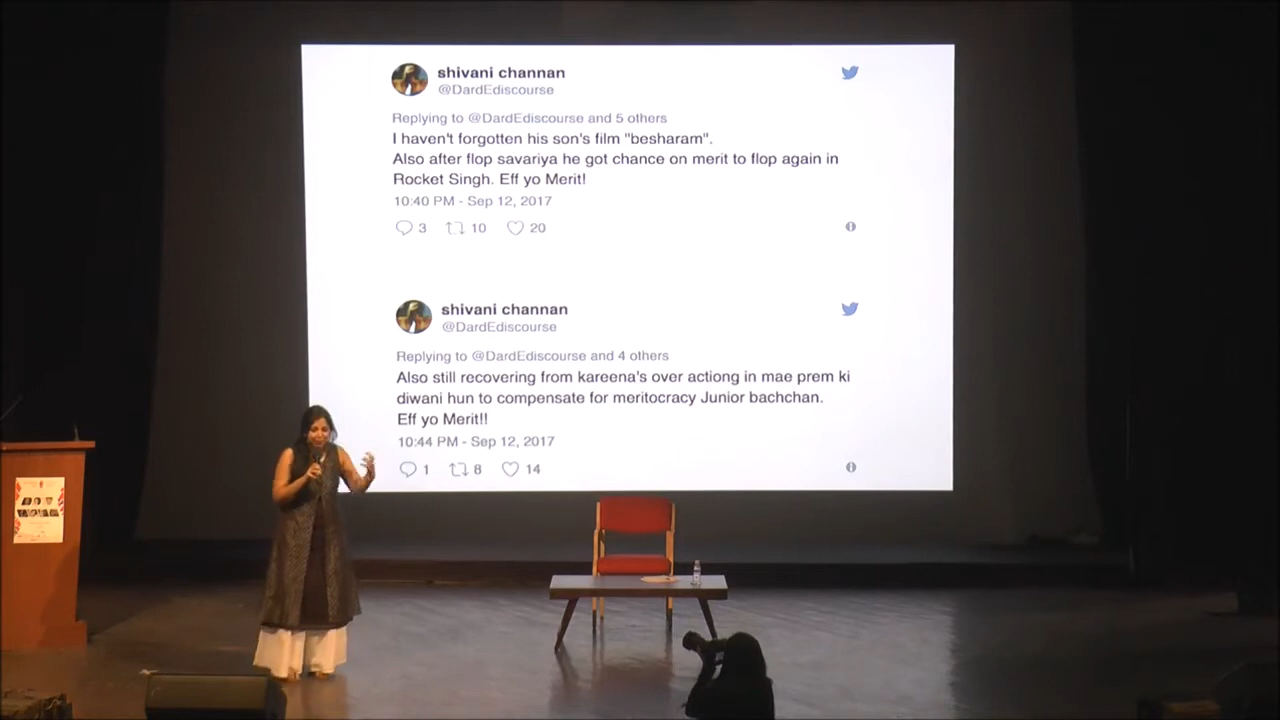 shivani channan
@DardEdiscourse
Replying to @DardEdiscourse and 5 others
I haven't forgotten his son's film "besharam".
Also after flop savariya he got chance on merit to flop again in
Rocket Singh. Eff yo Merit!
10:40 PM - Sep 12, 2017
3 10 20
shivani channan
@DardEdiscourse
Replying to @DardEdiscourse and 4 others
Also still recovering from kareena's over actiong in mae prem ki
diwani hun to compensate for meritocracy Junior bachchan.
Eff yo Merit!!
10:44 PM - Sep 12, 2017
1 8 14